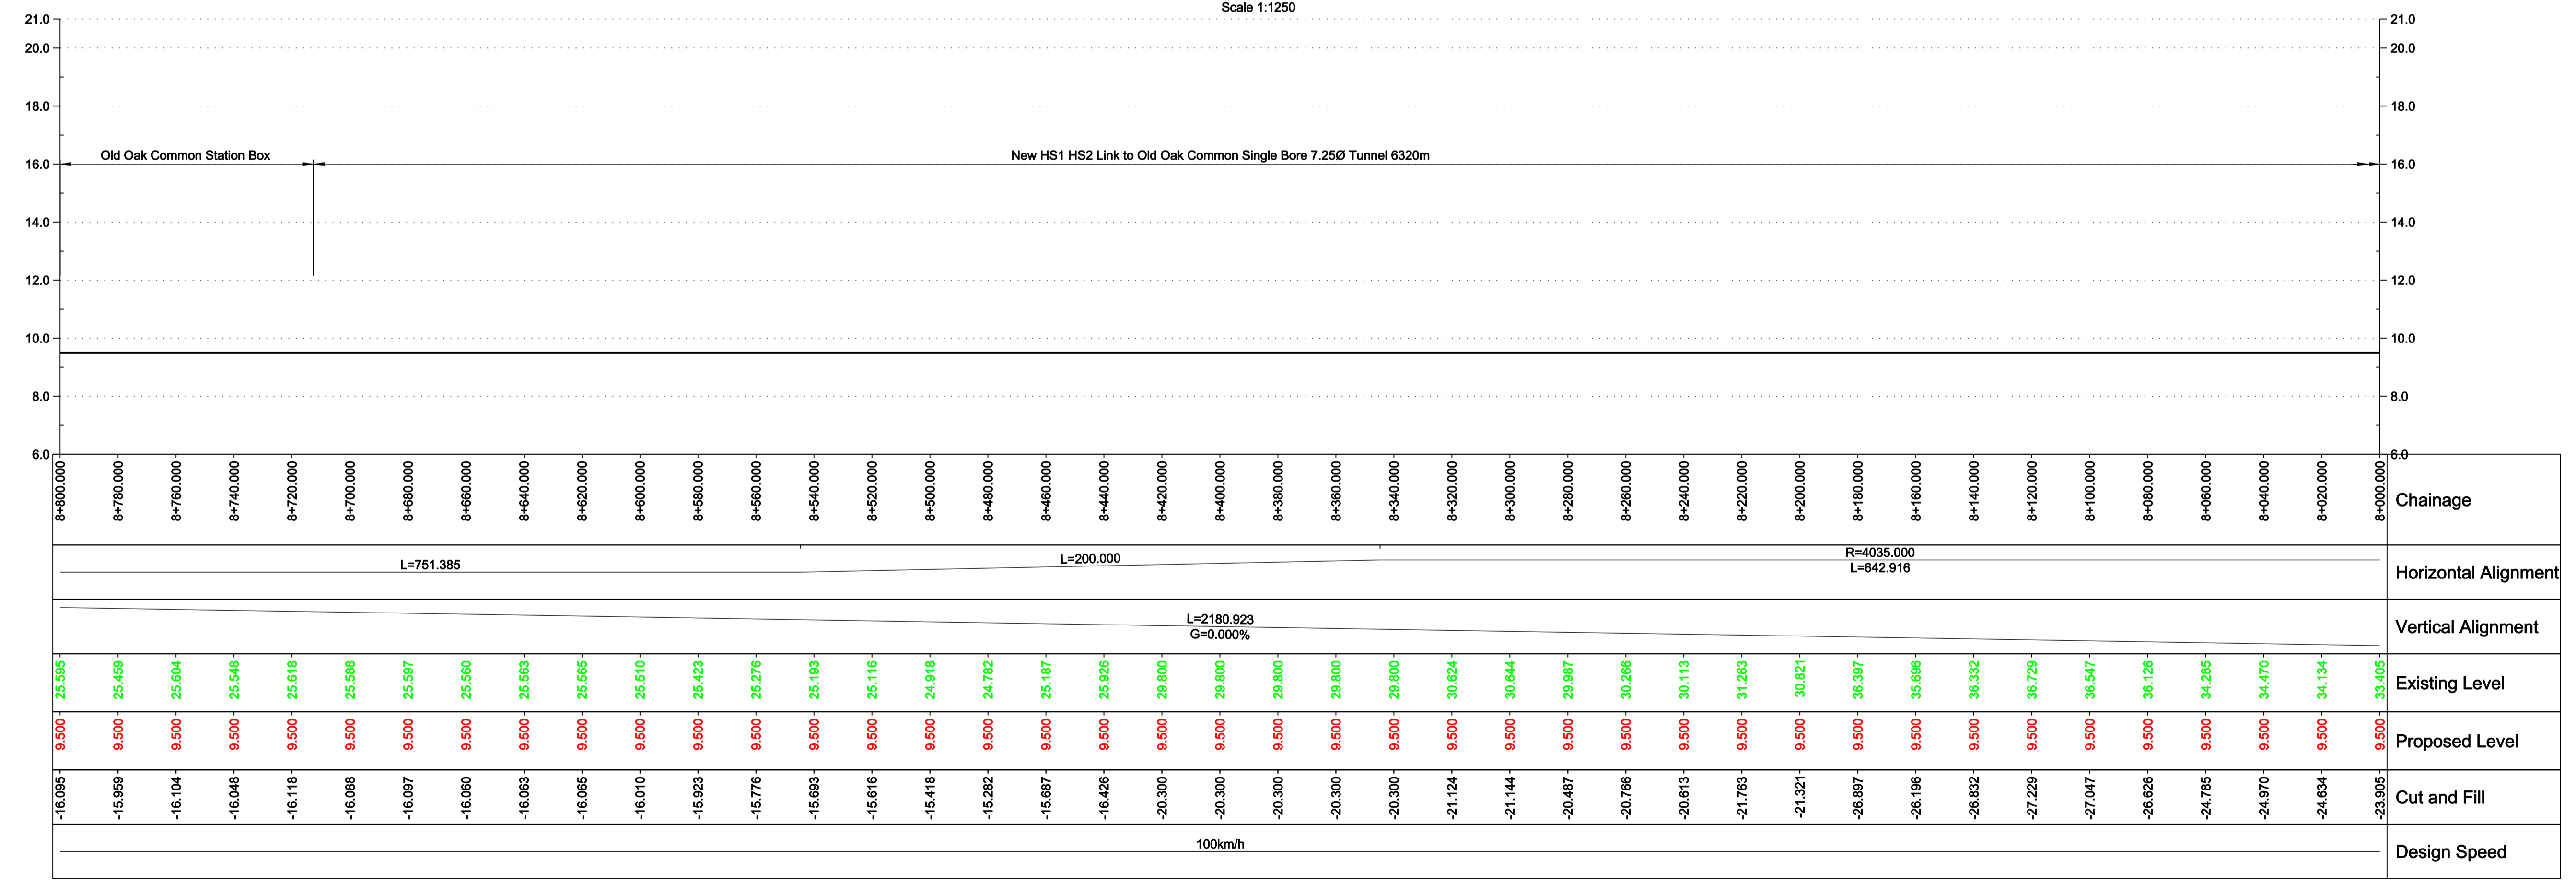 Scale 1:1250
21.0 21.0
20.0 20.0
18.0 18.0
Old Oak Common Station Box New HS1 HS2 Link to Old Oak Common Single Bore 7.25Ø Tunnel 6320m
16.0 16.0
14.0 14.0
12.0 12.0
10.0 10.0
8.0 8.0
6.0 6.0
8+800.000 8+780.000 8+760.000 8+740.000 8+720.000 8+700.000 8+680.000 8+660.000 8+640.000 8+620.000 8+600.000 8+580.000 8+560.000 8+540.000 8+520.000 8+500.000 8+480.000 8+460.000 8+440.000 8+420.000 8+400.000 8+380.000 8+360.000 8+340.000 8+320.000 8+300.000 8+280.000 8+260.000 8+240.000 8+220.000 8+200.000 8+180.000 8+160.000 8+140.000 8+120.000 8+100.000 8+080.000 8+060.000 8+040.000 8+020.000 8+000.000 Chainage
L=751.385 L=200.000 R=4035.000
L=642.916 Horizontal Alignment
L=2180.923
G=0.000% Vertical Alignment
25.595 25.459 25.604 25.548 25.618 25.588 25.597 25.560 25.563 25.565 25.510 25.423 25.276 25.193 25.116 24.918 24.782 25.187 25.926 29.800 29.800 29.800 29.800 29.800 30.624 30.644 29.987 30.266 30.113 31.263 30.821 36.397 35.696 36.332 36.729 36.547 36.126 34.285 34.470 34.134 33.405 Existing Level
9.500 9.500 9.500 9.500 9.500 9.500 9.500 9.500 9.500 9.500 9.500 9.500 9.500 9.500 9.500 9.500 9.500 9.500 9.500 9.500 9.500 9.500 9.500 9.500 9.500 9.500 9.500 9.500 9.500 9.500 9.500 9.500 9.500 9.500 9.500 9.500 9.500 9.500 9.500 9.500 9.500 Proposed Level
-16.095 -15.959 -16.104 -16.048 -16.118 -16.088 -16.097 -16.060 -16.063 -16.065 -16.010 -15.923 -15.776 -15.693 -15.616 -15.418 -15.282 -15.687 -16.426 -20.300 -20.300 -20.300 -20.300 -20.300 -21.124 -21.144 -20.487 -20.766 -20.613 -21.763 -21.321 -26.897 -26.196 -26.832 -27.229 -27.047 -26.626 -24.785 -24.970 -24.634 -23.905 Cut and Fill
100km/h Design Speed